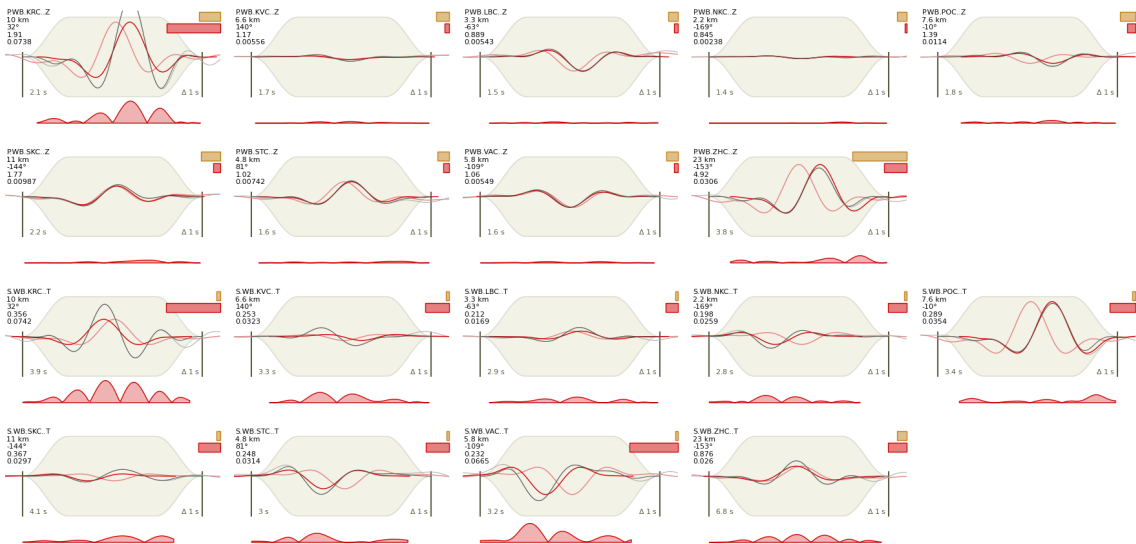 P.WB.KRC..Z
10 km
32°
1.91
0.0738
2.1 s
Δ 1 s
P.WB.KVC..Z
6.6 km
140°
1.17
0.00556
1.7 s
Δ 1 s
P.WB.LBC..Z
3.3 km
-63°
0.889
0.00543
1.5 s
Δ 1 s
P.WB.NKC..Z
2.2 km
-169°
0.845
0.00238
1.4 s
Δ 1 s
P.WB.POC..Z
7.6 km
-10°
1.39
0.0114
1.8 s
Δ 1 s
P.WB.SKC..Z
11 km
-144°
1.77
0.00987
2.2 s
Δ 1 s
P.WB.STC..Z
4.8 km
81°
1.02
0.00742
1.6 s
Δ 1 s
P.WB.VAC..Z
5.8 km
-109°
1.06
0.00549
1.6 s
Δ 1 s
P.WB.ZHC..Z
23 km
-153°
4.92
0.0306
3.8 s
Δ 1 s
S.WB.KRC..T
10 km
32°
0.356
0.0742
3.9 s
Δ 1 s
S.WB.KVC..T
6.6 km
140°
0.253
0.0323
3.3 s
Δ 1 s
S.WB.LBC..T
3.3 km
-63°
0.212
0.0169
2.9 s
Δ 1 s
S.WB.NKC..T
2.2 km
-169°
0.198
0.0259
2.8 s
Δ 1 s
S.WB.POC..T
7.6 km
-10°
0.289
0.0354
3.4 s
Δ 1 s
S.WB.SKC..T
11 km
-144°
0.367
0.0297
4.1 s
Δ 1 s
S.WB.STC..T
4.8 km
81°
0.248
0.0314
3 s
Δ 1 s
S.WB.VAC..T
5.8 km
-109°
0.232
0.0665
3.2 s
Δ 1 s
S.WB.ZHC..T
23 km
-153°
0.876
0.026
6.8 s
Δ 1 s